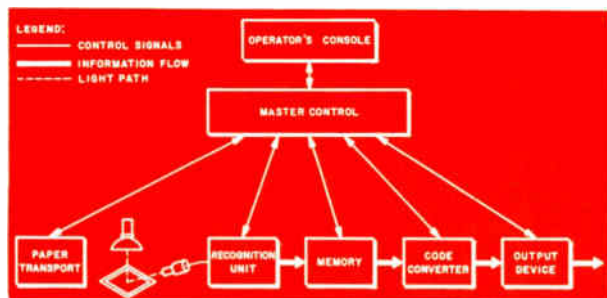 LEGEND:
CONTROL SIGNALS
INFORMATION FLOW
LIGHT PATH
OPERATOR'S CONSOLE
MASTER CONTROL
PAPER
TRANSPORT
RECOGNITION
UNIT
MEMORY
CODE
CONVERTER
OUTPUT
DEVICE